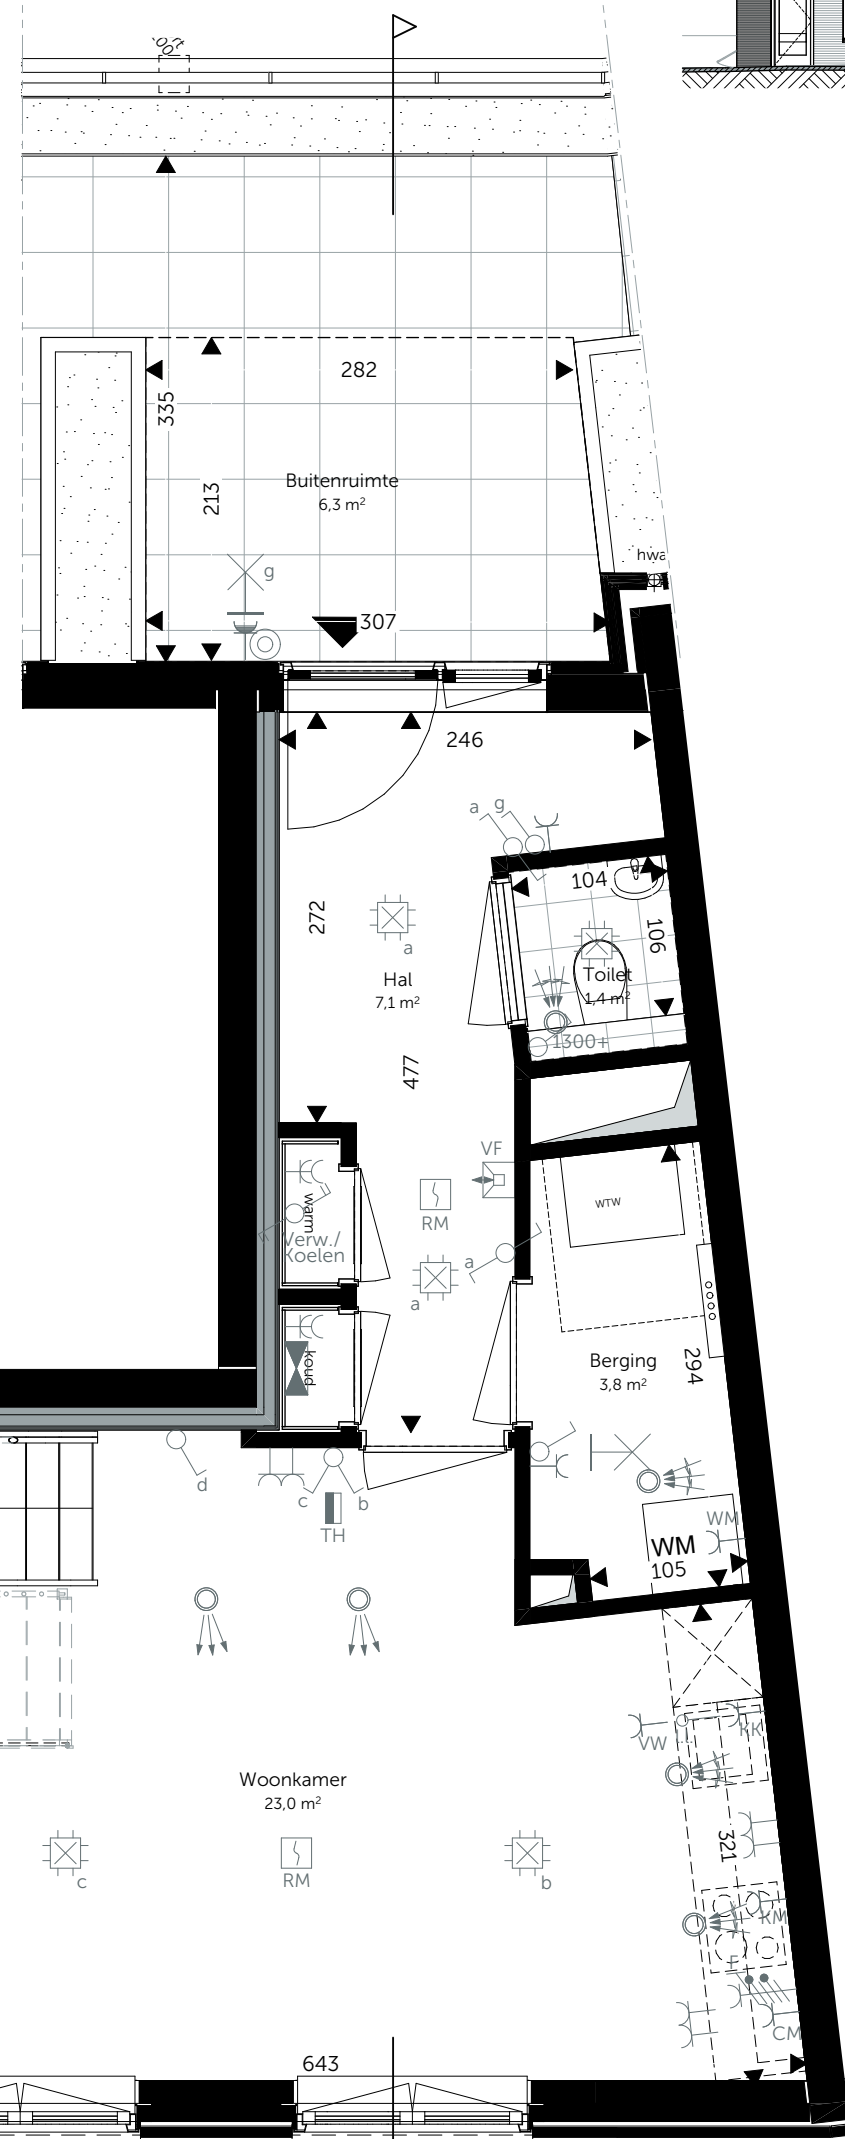 282
335
213
Buitenruimte
6,3 m²
hwa
g
307
246
a g
104
106
272
a
Hal
7,1 m²
Toilet
1,4 m²
1300+
477
VF
WTW
warm
RM
Verw./
Koelen
a
a
koud
Berging
3,8 m²
294
d
c
b
TH
WM
WM
105
VW
KK
Woonkamer
23,0 m²
321
c
RM
b
KM
F
CM
643